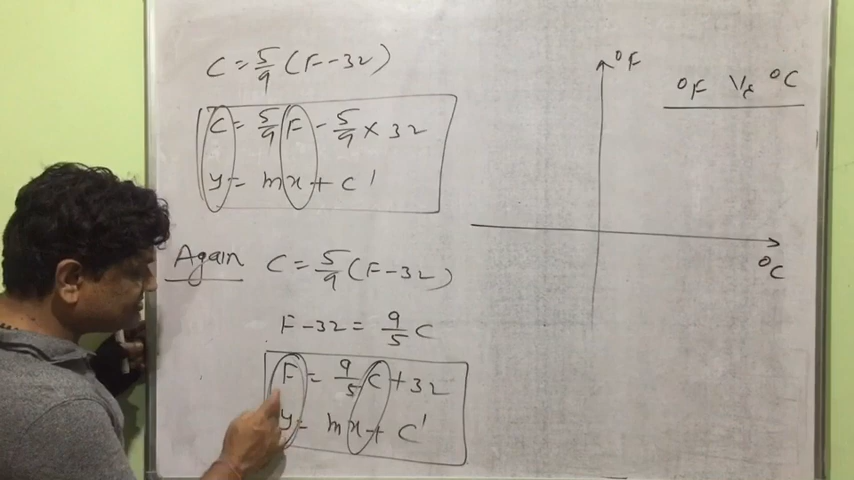 C = 5/9 (F - 32)
C = 5/9 F - 5/9 × 32
y = mx + c'
Again C = 5/9 (F - 32)
F - 32 = 9/5 C
F = 9/5 C + 32
y = mx + c'
°F
°F Vs °C
°C